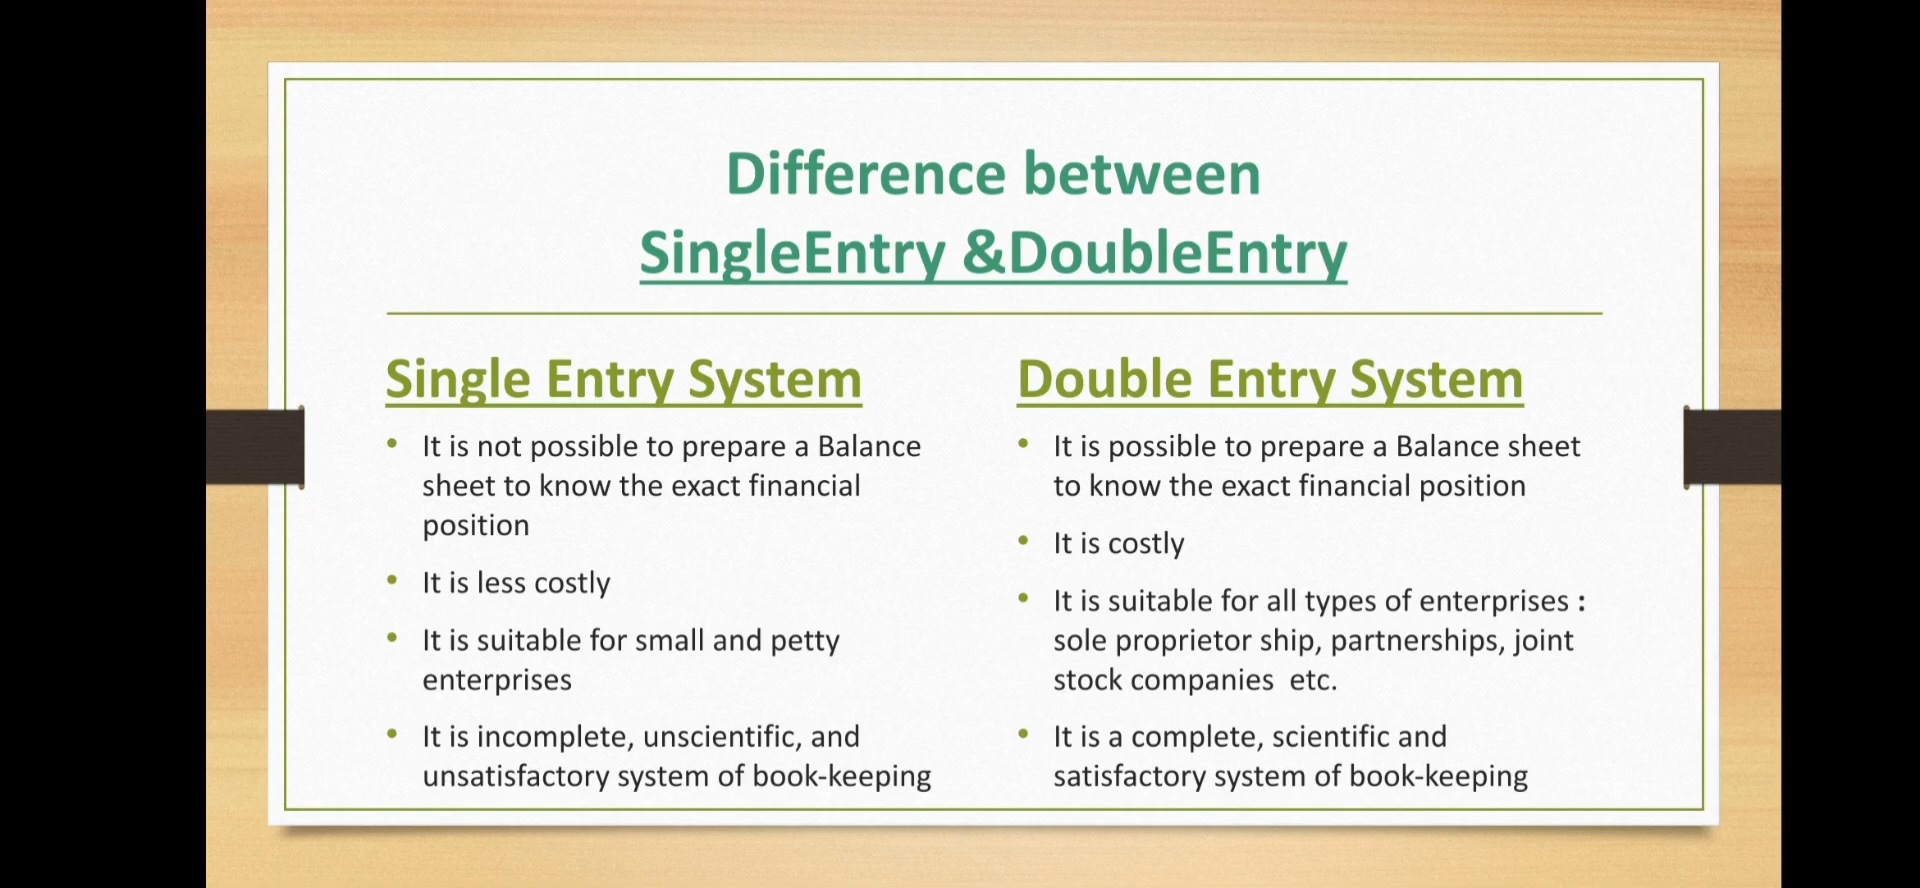 Difference between
SingleEntry &DoubleEntry
Single Entry System
• It is not possible to prepare a Balance
sheet to know the exact financial
position
• It is less costly
• It is suitable for small and petty
enterprises
• It is incomplete, unscientific, and
unsatisfactory system of book-keeping
Double Entry System
• It is possible to prepare a Balance sheet
to know the exact financial position
• It is costly
• It is suitable for all types of enterprises :
sole proprietor ship, partnerships, joint
stock companies  etc.
• It is a complete, scientific and
satisfactory system of book-keeping